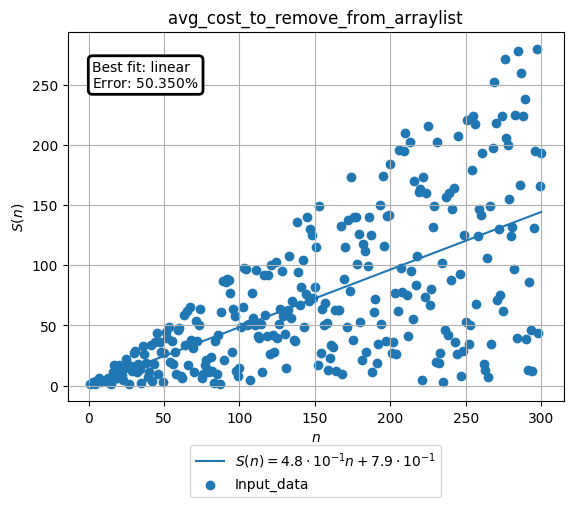 avg_cost_to_remove_from_arraylist
Best fit: linear
Error: 50.350%
S(n)
250
200
150
100
50
0
0 50 100 150 200 250 300
n
S(n) = 4.8 · 10⁻¹n + 7.9 · 10⁻¹
Input_data